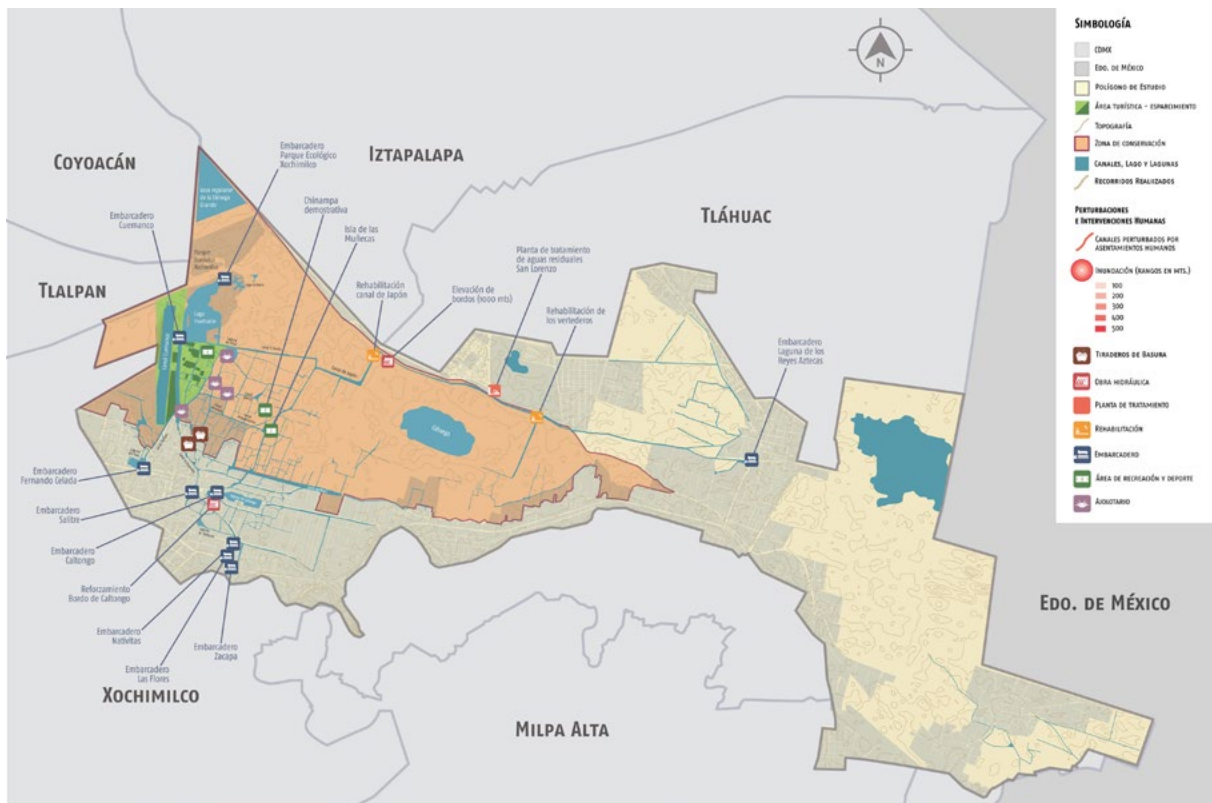 Coyoacán
Iztapalapa
Tláhuac
Tlalpan
Xochimilco
Milpa Alta
Edo. de México
N
Embarcadero
Parque Ecológico
Xochimilco
Chinampa
demostrativa
Isla de las
Muñecas
Embarcadero
Cuemanco
Rehabilitación
canal de Japón
Elevación de
bordos (1000 mts)
Planta de tratamiento
de aguas residuales
San Lorenzo
Rehabilitación de
los vertederos
Embarcadero
Laguna de los
Reyes Aztecas
Embarcadero
Fernando Celada
Embarcadero
Salitre
Embarcadero
Caltongo
Reforzamiento
Bordo de Caltongo
Embarcadero
Nativitas
Embarcadero
Las Flores
Embarcadero
Zacapa
Ciénega
Grande
Simbología
CDMX
Edo. de México
Polígono de Estudio
Área turística - esparcimiento
Topografía
Zona de conservación
Canales, Lago y Lagunas
Recorridos Realizados
Perturbaciones
e Intervenciones Humanas
Canales perturbados por
asentamientos humanos
Inundación (rangos en mts.)
100
200
300
400
500
Tiraderos de Basura
Obra hidráulica
Planta de tratamiento
Rehabilitación
Embarcadero
Área de recreación y deporte
Ajolotario